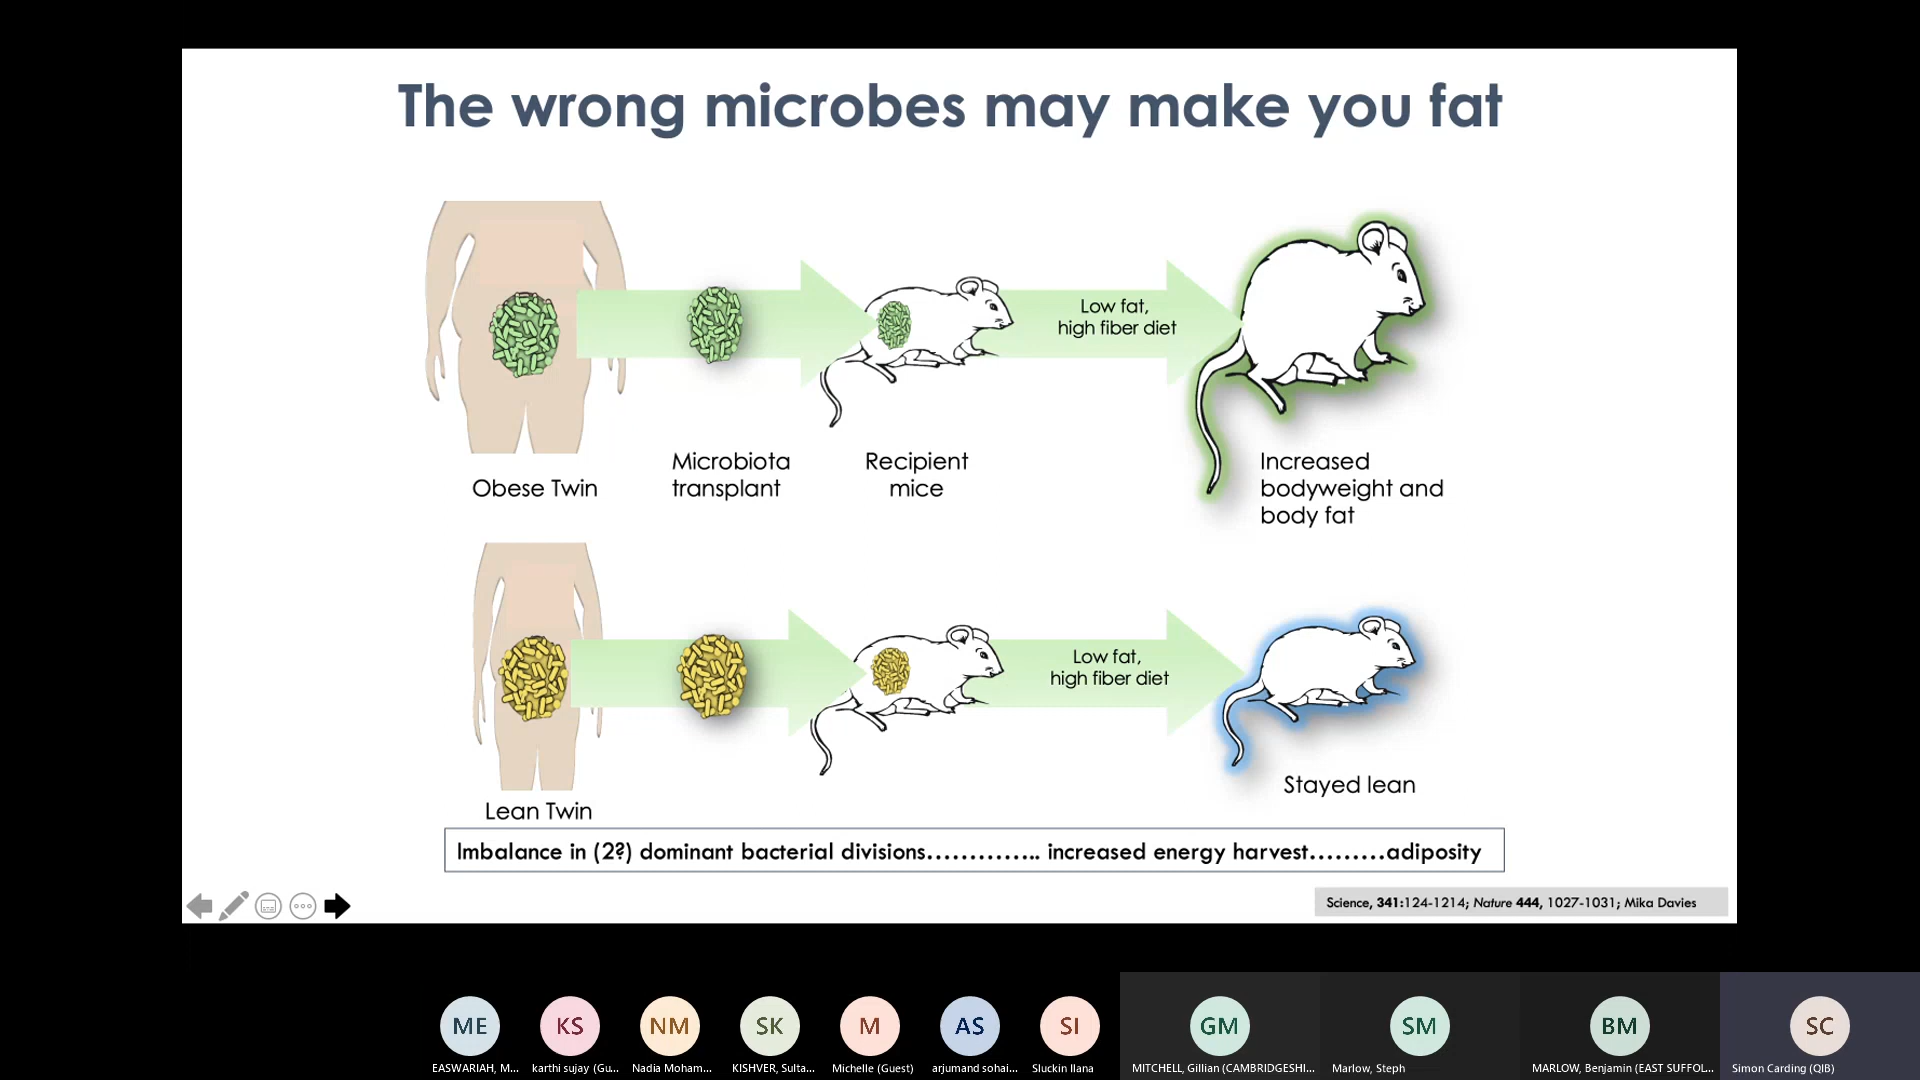 The wrong microbes may make you fat
Low fat,
high fiber diet
Obese Twin
Microbiota
transplant
Recipient
mice
Increased
bodyweight and
body fat
Low fat,
high fiber diet
Lean Twin
Stayed lean
Imbalance in (2?) dominant bacterial divisions………….. increased energy harvest………adiposity
Science, 341:124-1214; Nature 444, 1027-1031; Mika Davies
ME
KS
NM
SK
M
AS
SI
GM
SM
BM
SC
EASWARIAH, M...
karthi sujay (Gu...
Nadia Moham...
KISHVER, Sulta...
Michelle (Guest)
arjumand sohai...
Sluckin Ilana
MITCHELL, Gillian (CAMBRIDGESHI...
Marlow, Steph
MARLOW, Benjamin (EAST SUFFOL...
Simon Carding (QIB)